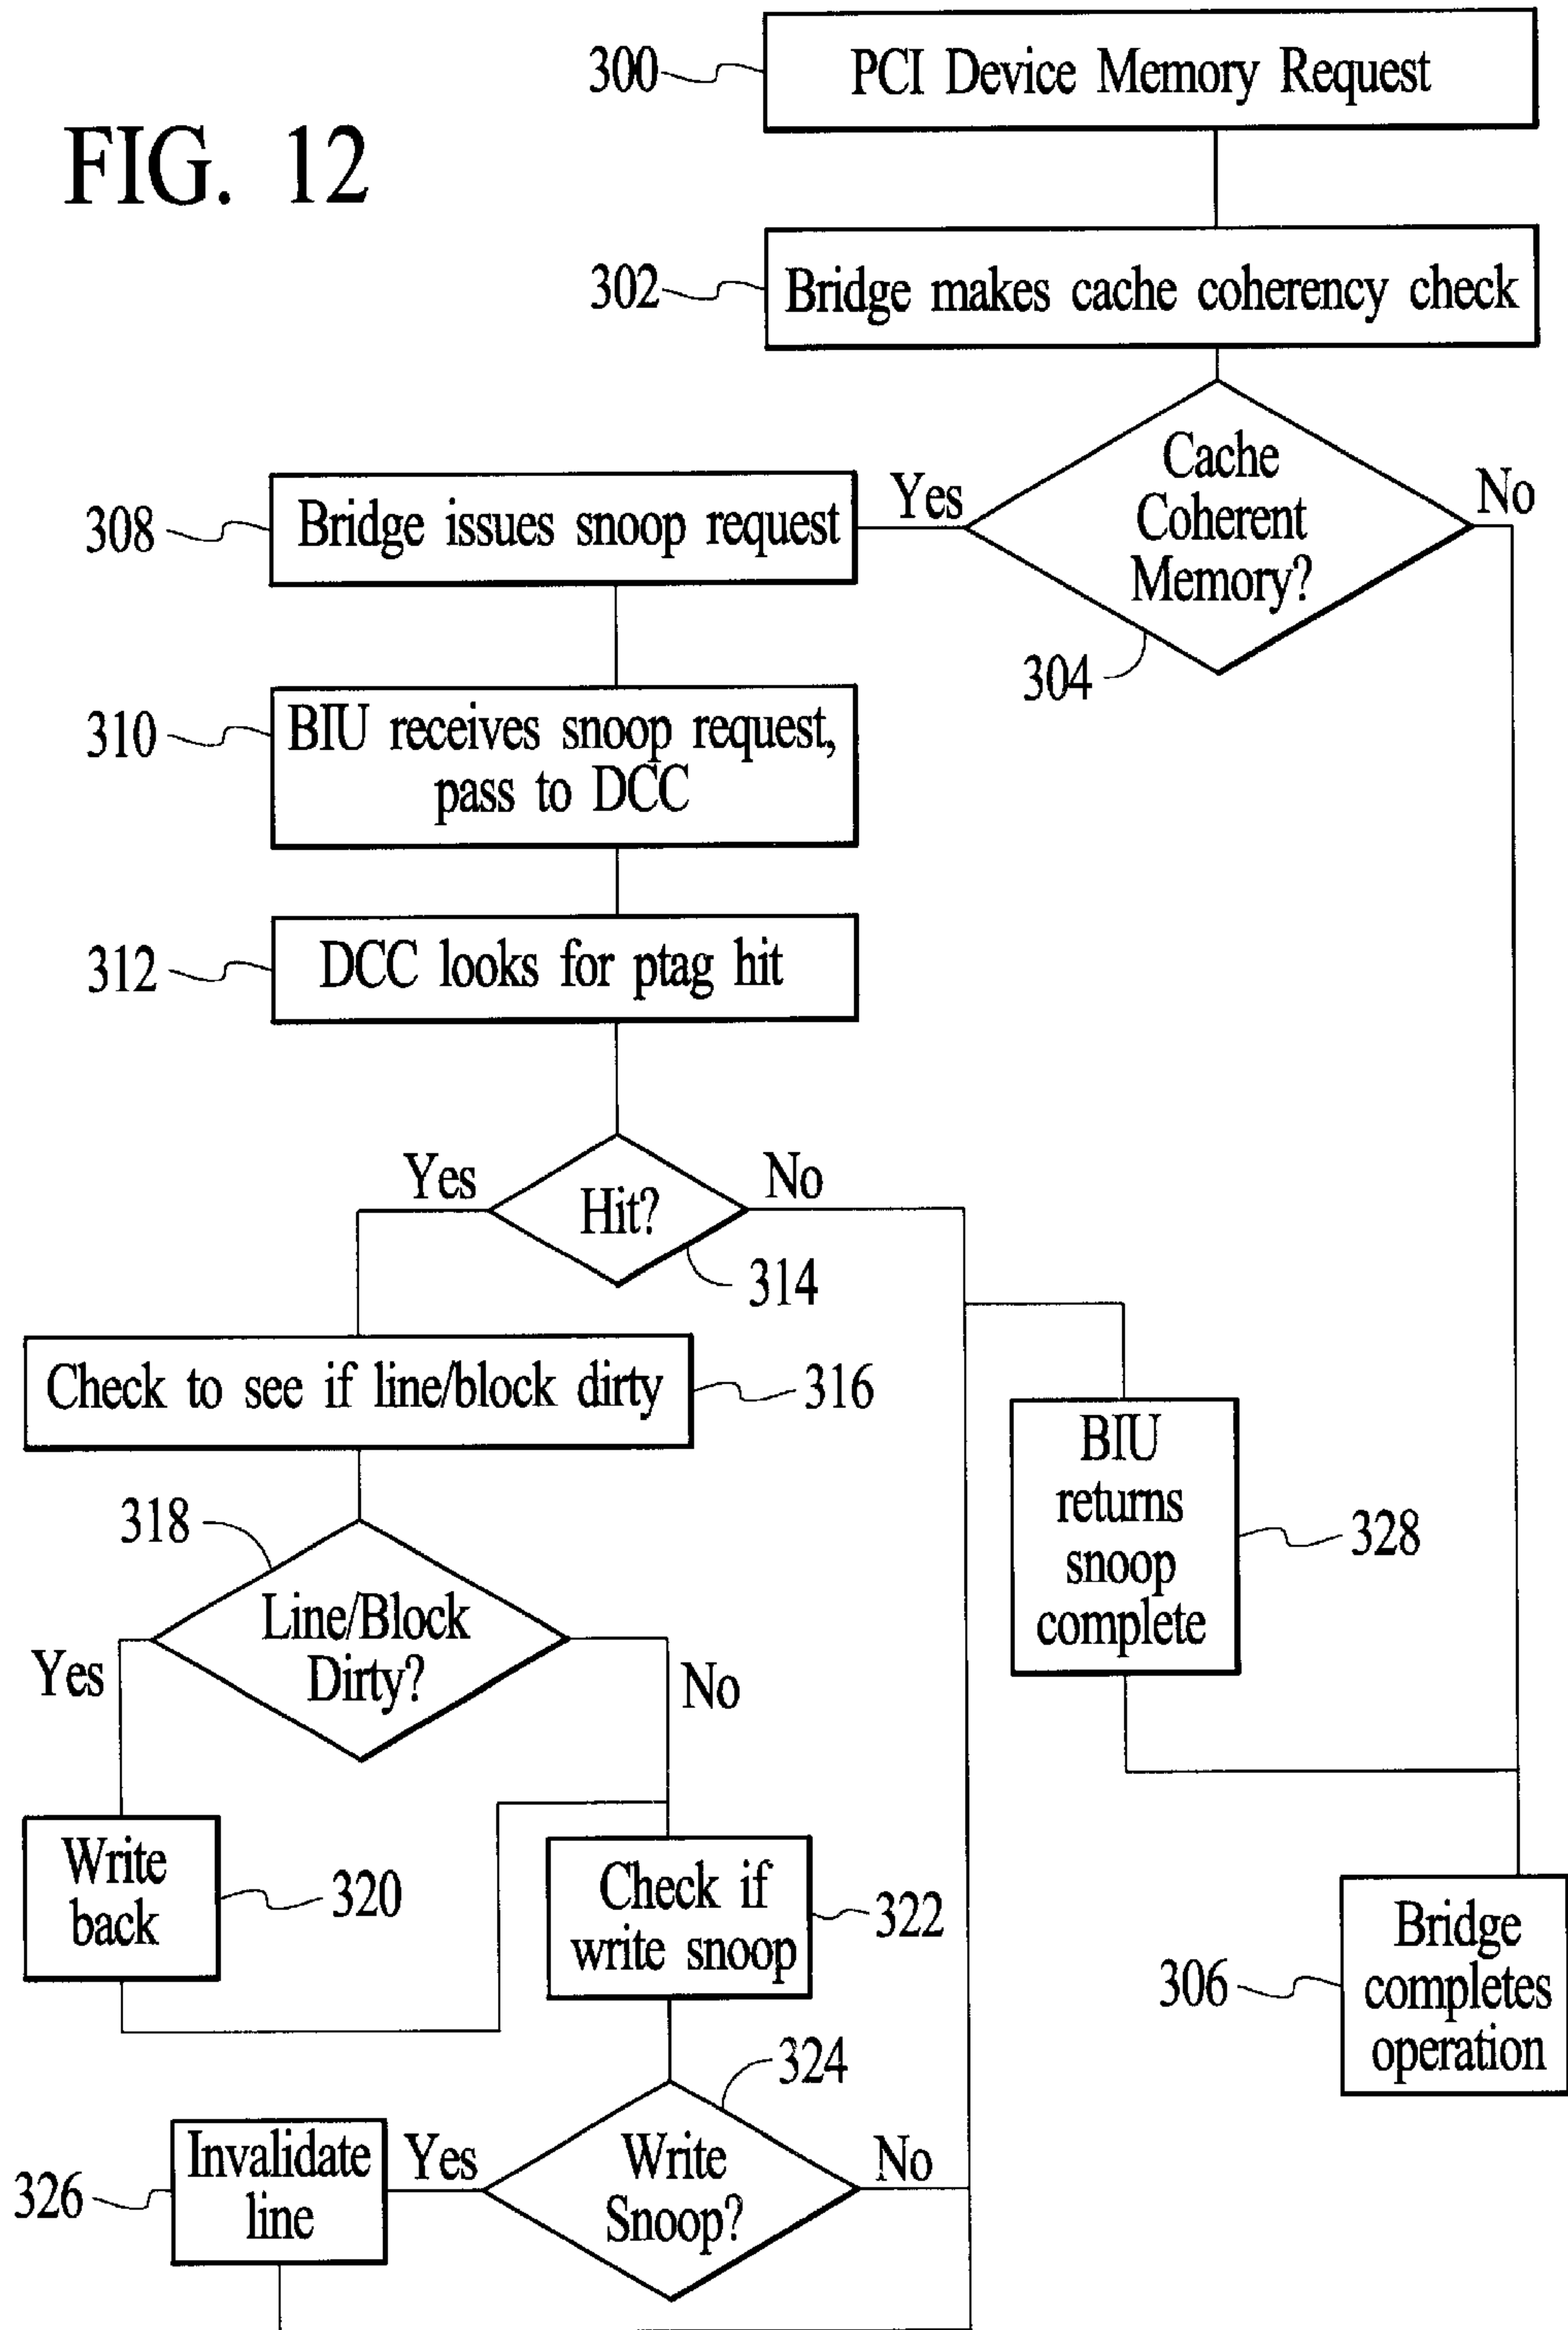 FIG. 12
300
PCI Device Memory Request
302
Bridge makes cache coherency check
Cache
Coherent
Memory?
Yes
No
304
308
Bridge issues snoop request
310
BIU receives snoop request,
pass to DCC
312
DCC looks for ptag hit
Yes
Hit?
No
314
Check to see if line/block dirty
316
318
Line/Block
Dirty?
Yes
No
BIU
returns
snoop
complete
328
Write
back
320
Check if
write snoop
322
306
Bridge
completes
operation
324
326
Invalidate
line
Yes
Write
Snoop?
No